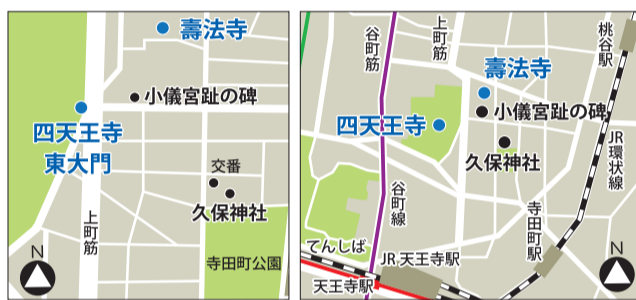 壽法寺
小儀宮趾の碑
四天王寺
東大門
交番
久保神社
上町筋
寺田町公園
N
谷町筋
上町筋
桃谷駅
壽法寺
小儀宮趾の碑
四天王寺
久保神社
JR環状線
谷町線
寺田町駅
てんしば
JR 天王寺駅
天王寺駅
N